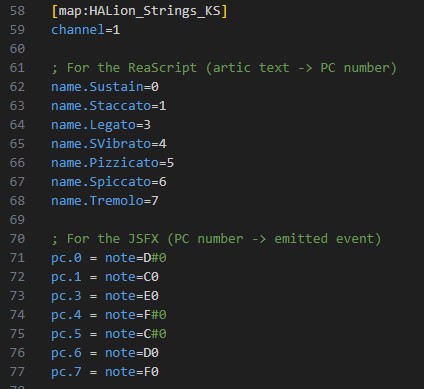 58 [map:HALion_Strings_KS]
59 channel=1
60
61 ; For the ReaScript (artic text -> PC number)
62 name.Sustain=0
63 name.Staccato=1
64 name.Legato=3
65 name.SVibrato=4
66 name.Pizzicato=5
67 name.Spiccato=6
68 name.Tremolo=7
69
70 ; For the JSFX (PC number -> emitted event)
71 pc.0 = note=D#0
72 pc.1 = note=C0
73 pc.3 = note=E0
74 pc.4 = note=F#0
75 pc.5 = note=C#0
76 pc.6 = note=D0
77 pc.7 = note=F0